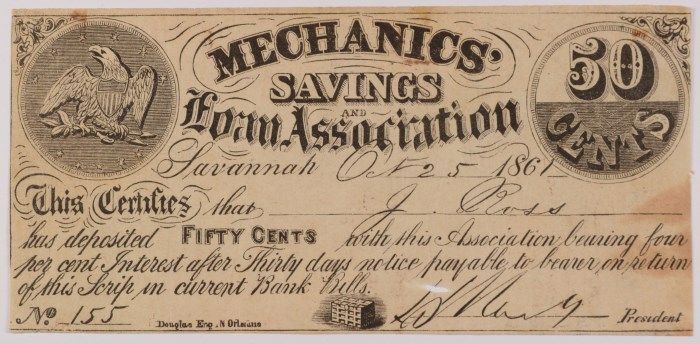 MECHANICS'
SAVINGS
AND
Loan Association
50
CENTS
Savannah Oct 25 1861
This Certifies that J. Ross
has deposited FIFTY CENTS with this Association, bearing four
per cent Interest after Thirty days notice payable to bearer, on return
of this Scrip in current Bank Bills.
No 155
Douglas Eng. N Orleans
President